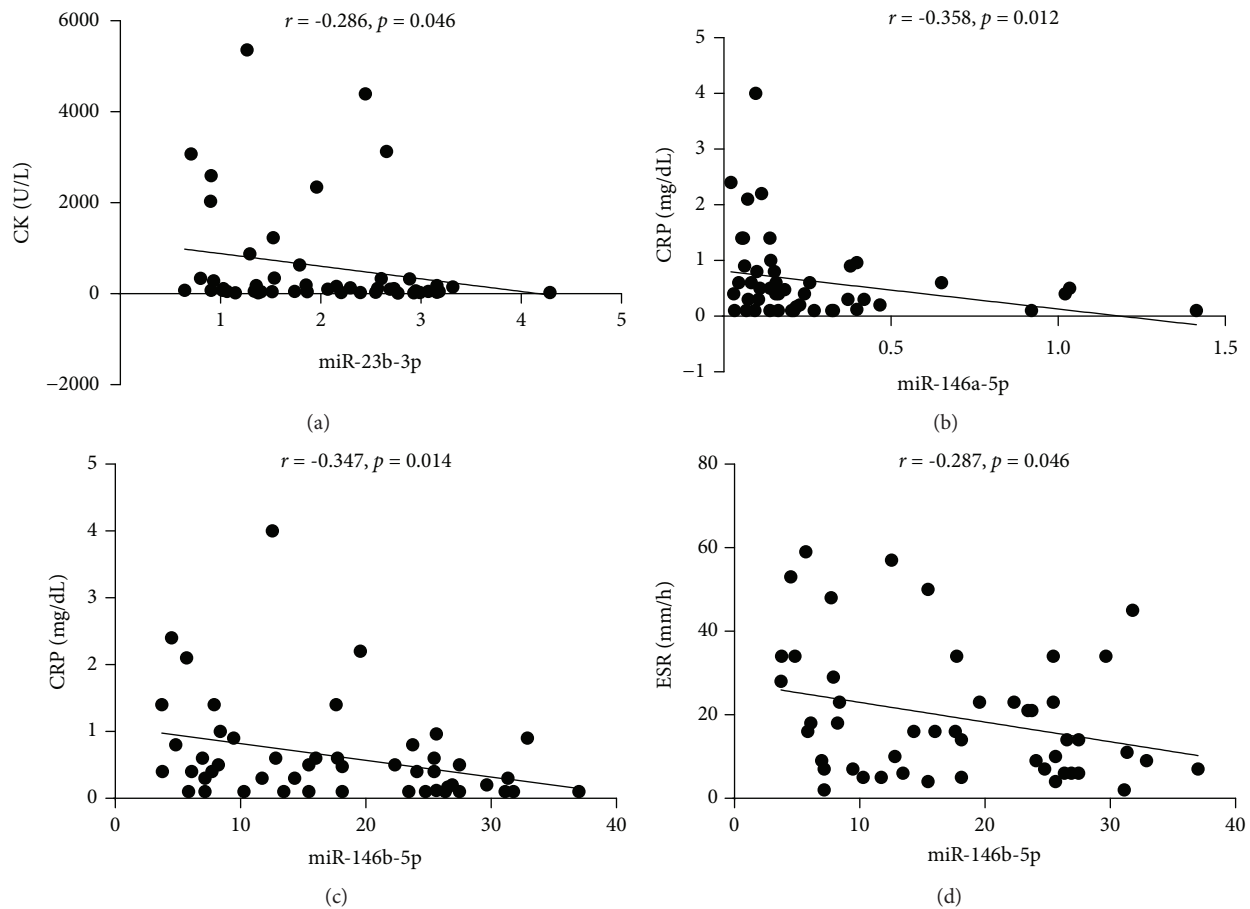 r = -0.286, p = 0.046
6000
4000
2000
0
−2000
CK (U/L)
1 2 3 4 5
miR-23b-3p
(a)
r = -0.358, p = 0.012
5
4
3
2
1
0
−1
CRP (mg/dL)
0.5 1.0 1.5
miR-146a-5p
(b)
r = -0.347, p = 0.014
5
4
3
2
1
0
CRP (mg/dL)
0 10 20 30 40
miR-146b-5p
(c)
r = -0.287, p = 0.046
80
60
40
20
0
ESR (mm/h)
0 10 20 30 40
miR-146b-5p
(d)